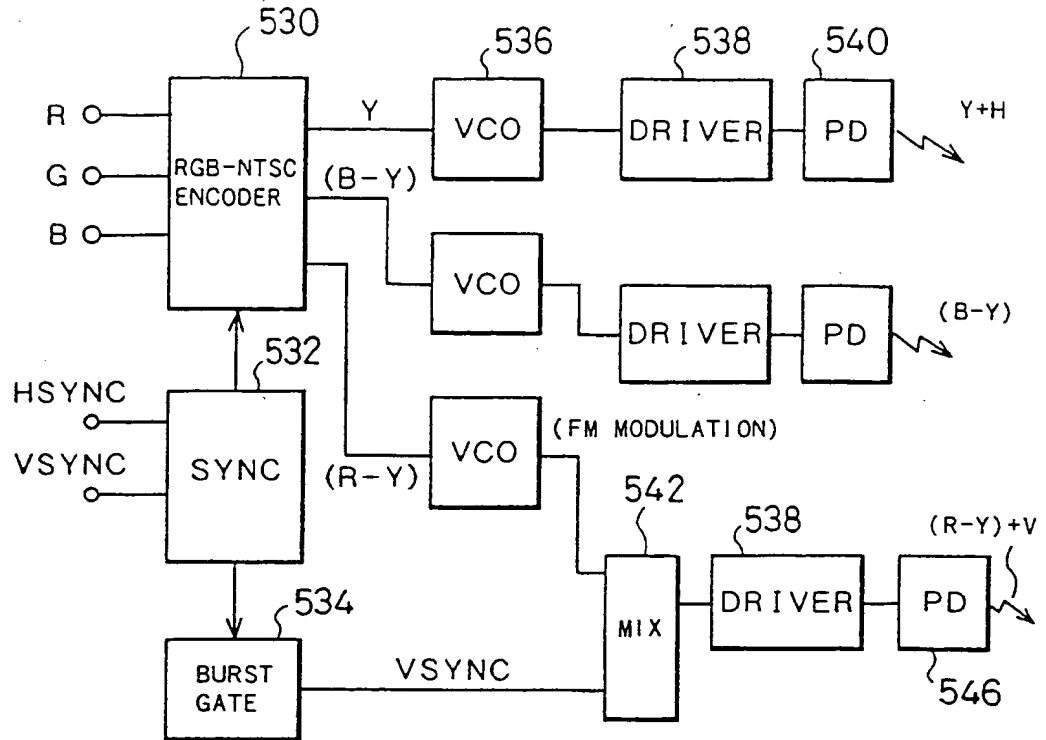 530
536
538
540
R
G
B
RGB-NTSC
ENCODER
Y
(B-Y)
(R-Y)
VCO
DRIVER
PD
Y+H
VCO
DRIVER
PD
(B-Y)
532
HSYNC
VSYNC
SYNC
VCO
(FM MODULATION)
542
538
(R-Y)+V
MIX
DRIVER
PD
546
534
BURST
GATE
VSYNC